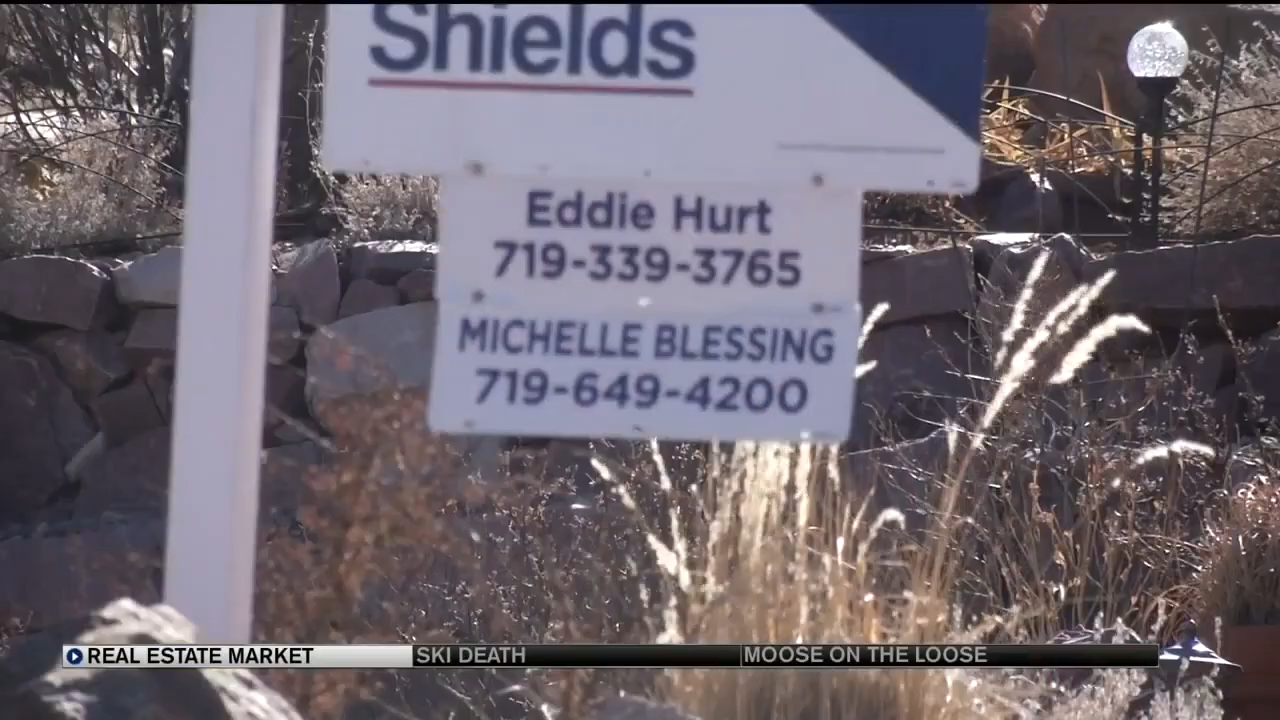 Shields
Eddie Hurt
719-339-3765
MICHELLE BLESSING
719-649-4200
REAL ESTATE MARKET
SKI DEATH
MOOSE ON THE LOOSE